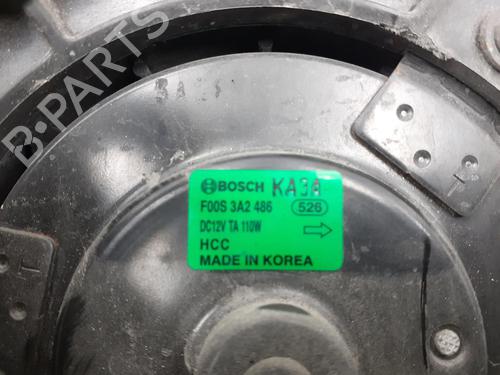 B-PARTS
BOSCH KA3A
F00S 3A2 486 526
DC12V TA 110W
HCC
MADE IN KOREA